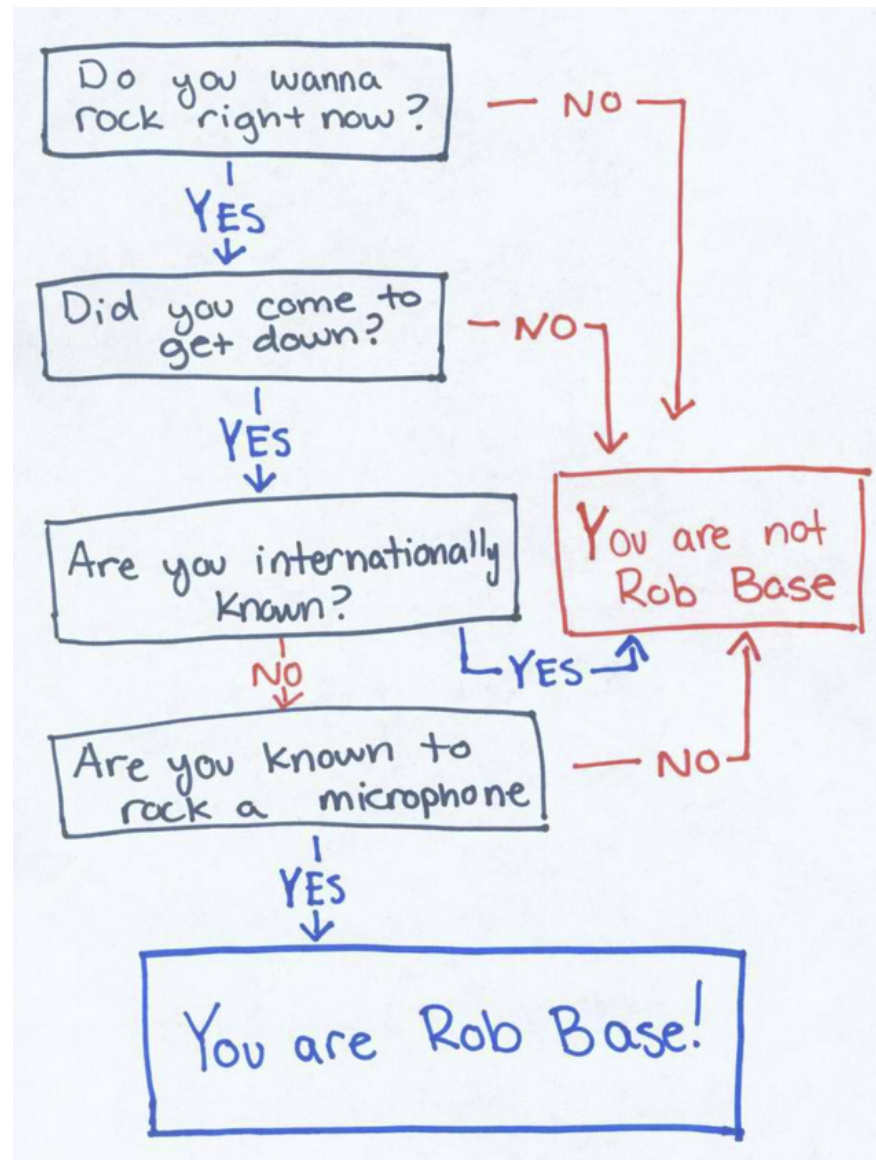 Do you wanna
rock right now?
NO
YES
Did you come to
get down?
NO
YES
Are you internationally
known?
You are not
Rob Base
YES
NO
Are you known to
rock a microphone
NO
YES
You are Rob Base!